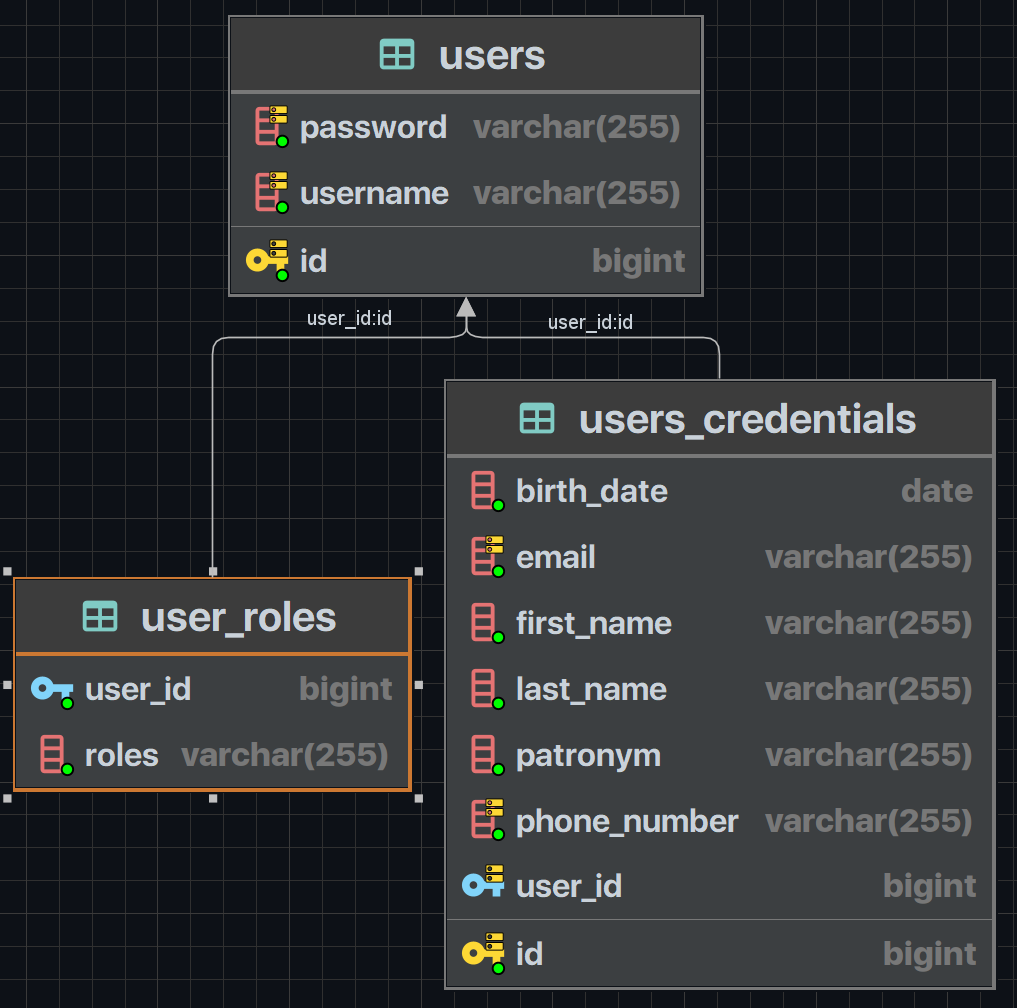 users
password varchar(255)
username varchar(255)
id bigint
user_id:id
user_id:id
users_credentials
birth_date date
email varchar(255)
first_name varchar(255)
last_name varchar(255)
patronym varchar(255)
phone_number varchar(255)
user_id bigint
id bigint
user_roles
user_id bigint
roles varchar(255)